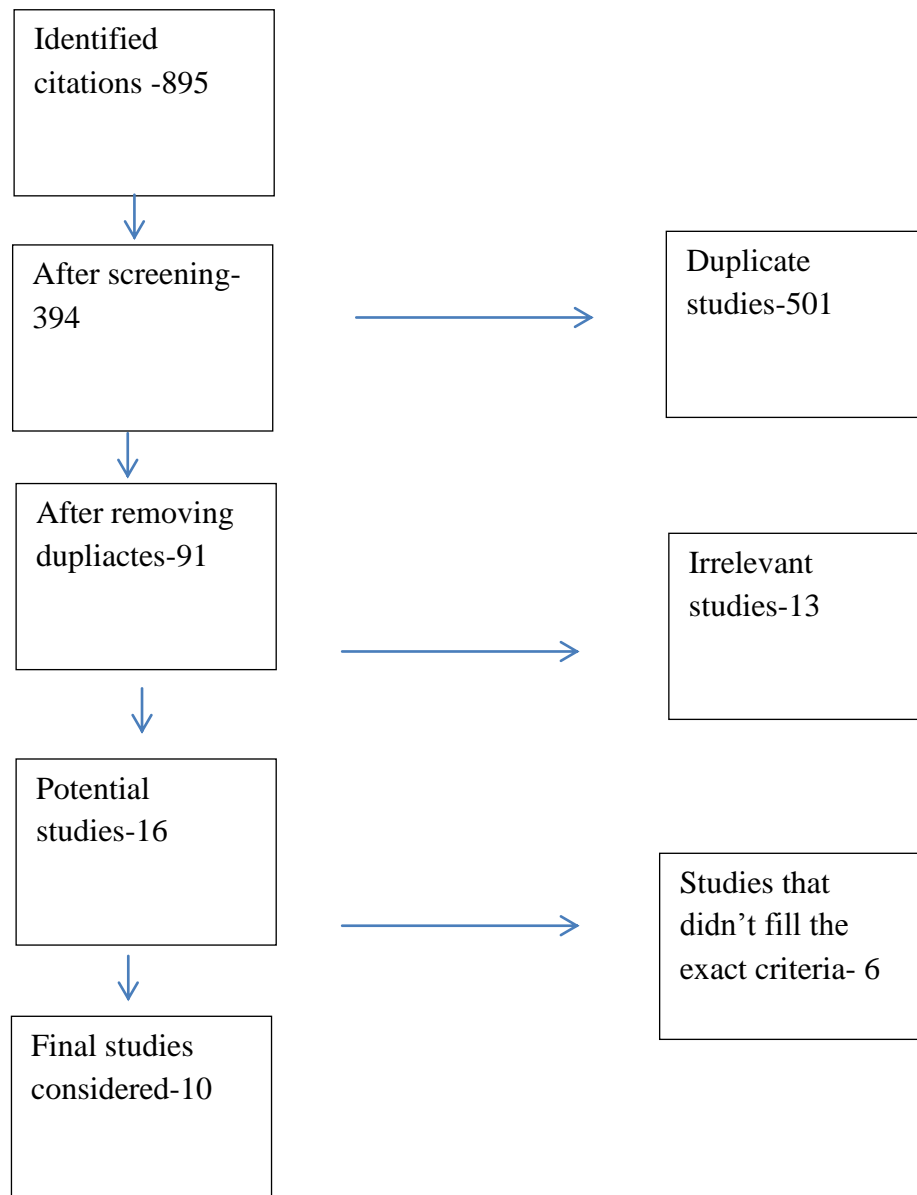 Identified
citations -895
After screening-
394
Duplicate
studies-501
After removing
dupliactes-91
Irrelevant
studies-13
Potential
studies-16
Studies that
didn’t fill the
exact criteria- 6
Final studies
considered-10